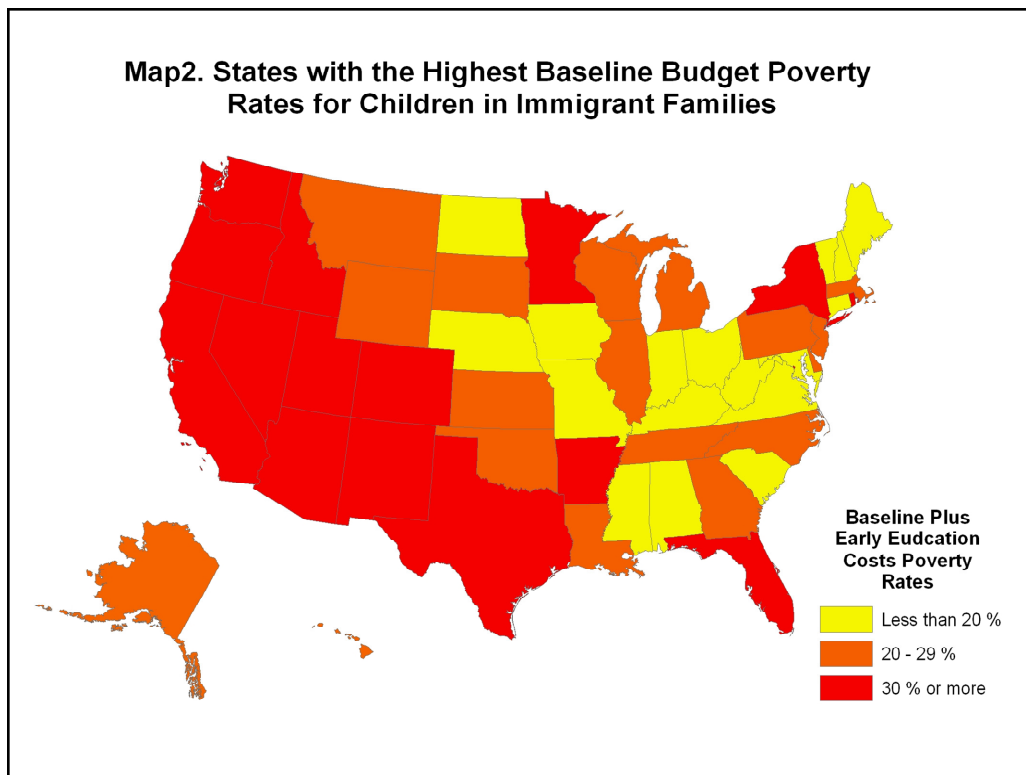 Map2. States with the Highest Baseline Budget Poverty
Rates for Children in Immigrant Families
Baseline Plus
Early Eudcation
Costs Poverty
Rates
Less than 20 %
20 - 29 %
30 % or more